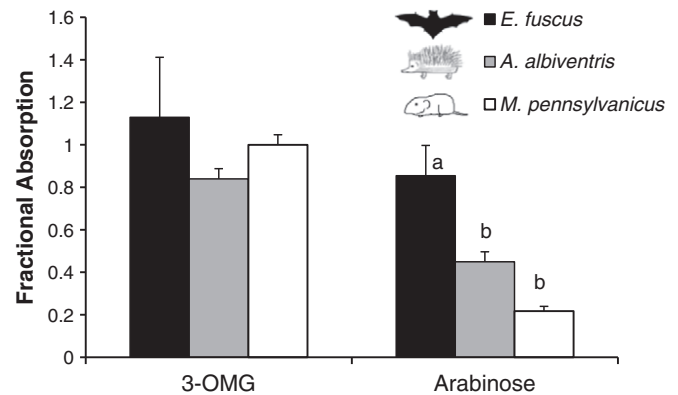 1.6
1.4
1.2
1
0.8
0.6
0.4
0.2
0
Fractional Absorption
E. fuscus
A. albiventris
M. pennsylvanicus
a
b
b
3-OMG
Arabinose